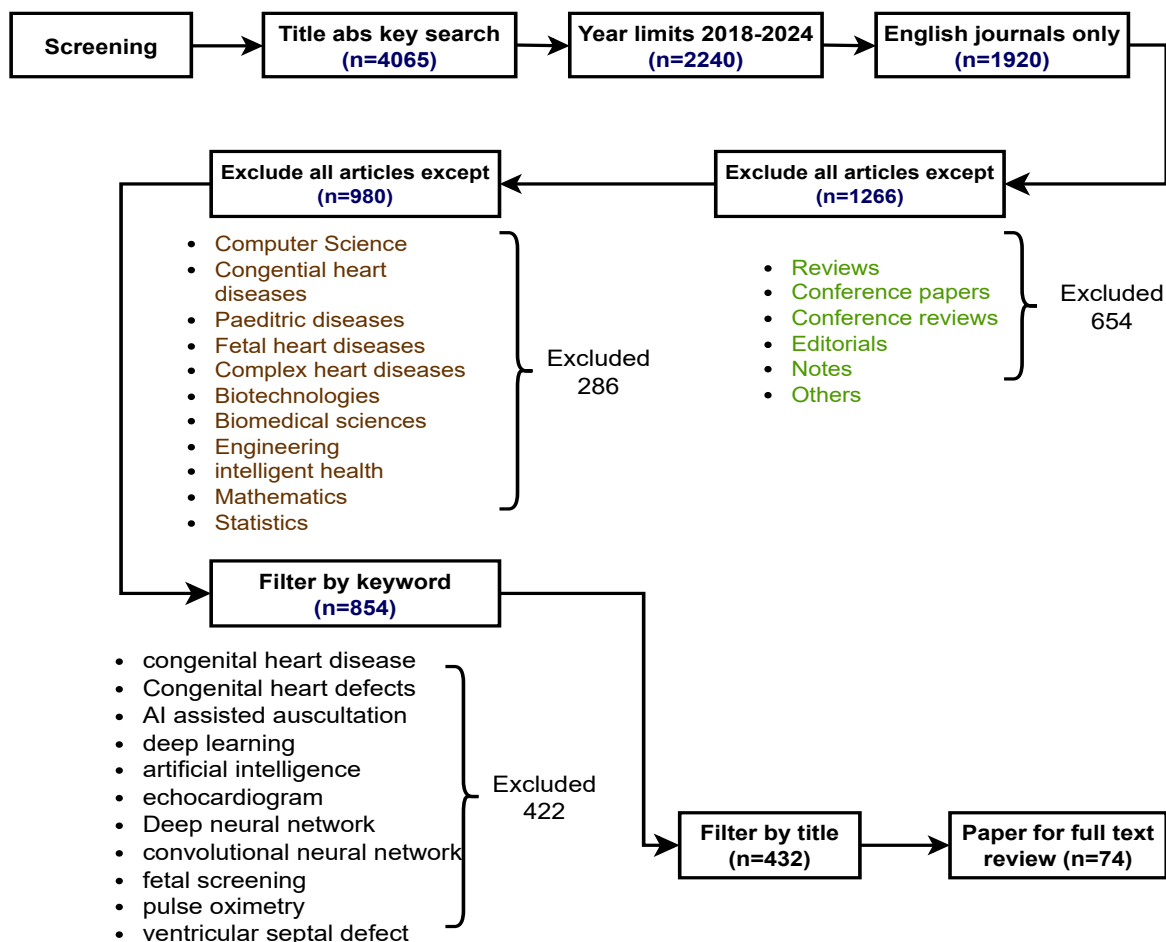 Screening
Title abs key search
(n=4065)
Year limits 2018-2024
(n=2240)
English journals only
(n=1920)
Exclude all articles except
(n=1266)
Reviews
Conference papers
Conference reviews
Editorials
Notes
Others
Excluded
654
Exclude all articles except
(n=980)
Computer Science
Congential heart
diseases
Paeditric diseases
Fetal heart diseases
Complex heart diseases
Biotechnologies
Biomedical sciences
Engineering
intelligent health
Mathematics
Statistics
Excluded
286
Filter by keyword
(n=854)
congenital heart disease
Congenital heart defects
AI assisted auscultation
deep learning
artificial intelligence
echocardiogram
Deep neural network
convolutional neural network
fetal screening
pulse oximetry
ventricular septal defect
Excluded
422
Filter by title
(n=432)
Paper for full text
review (n=74)